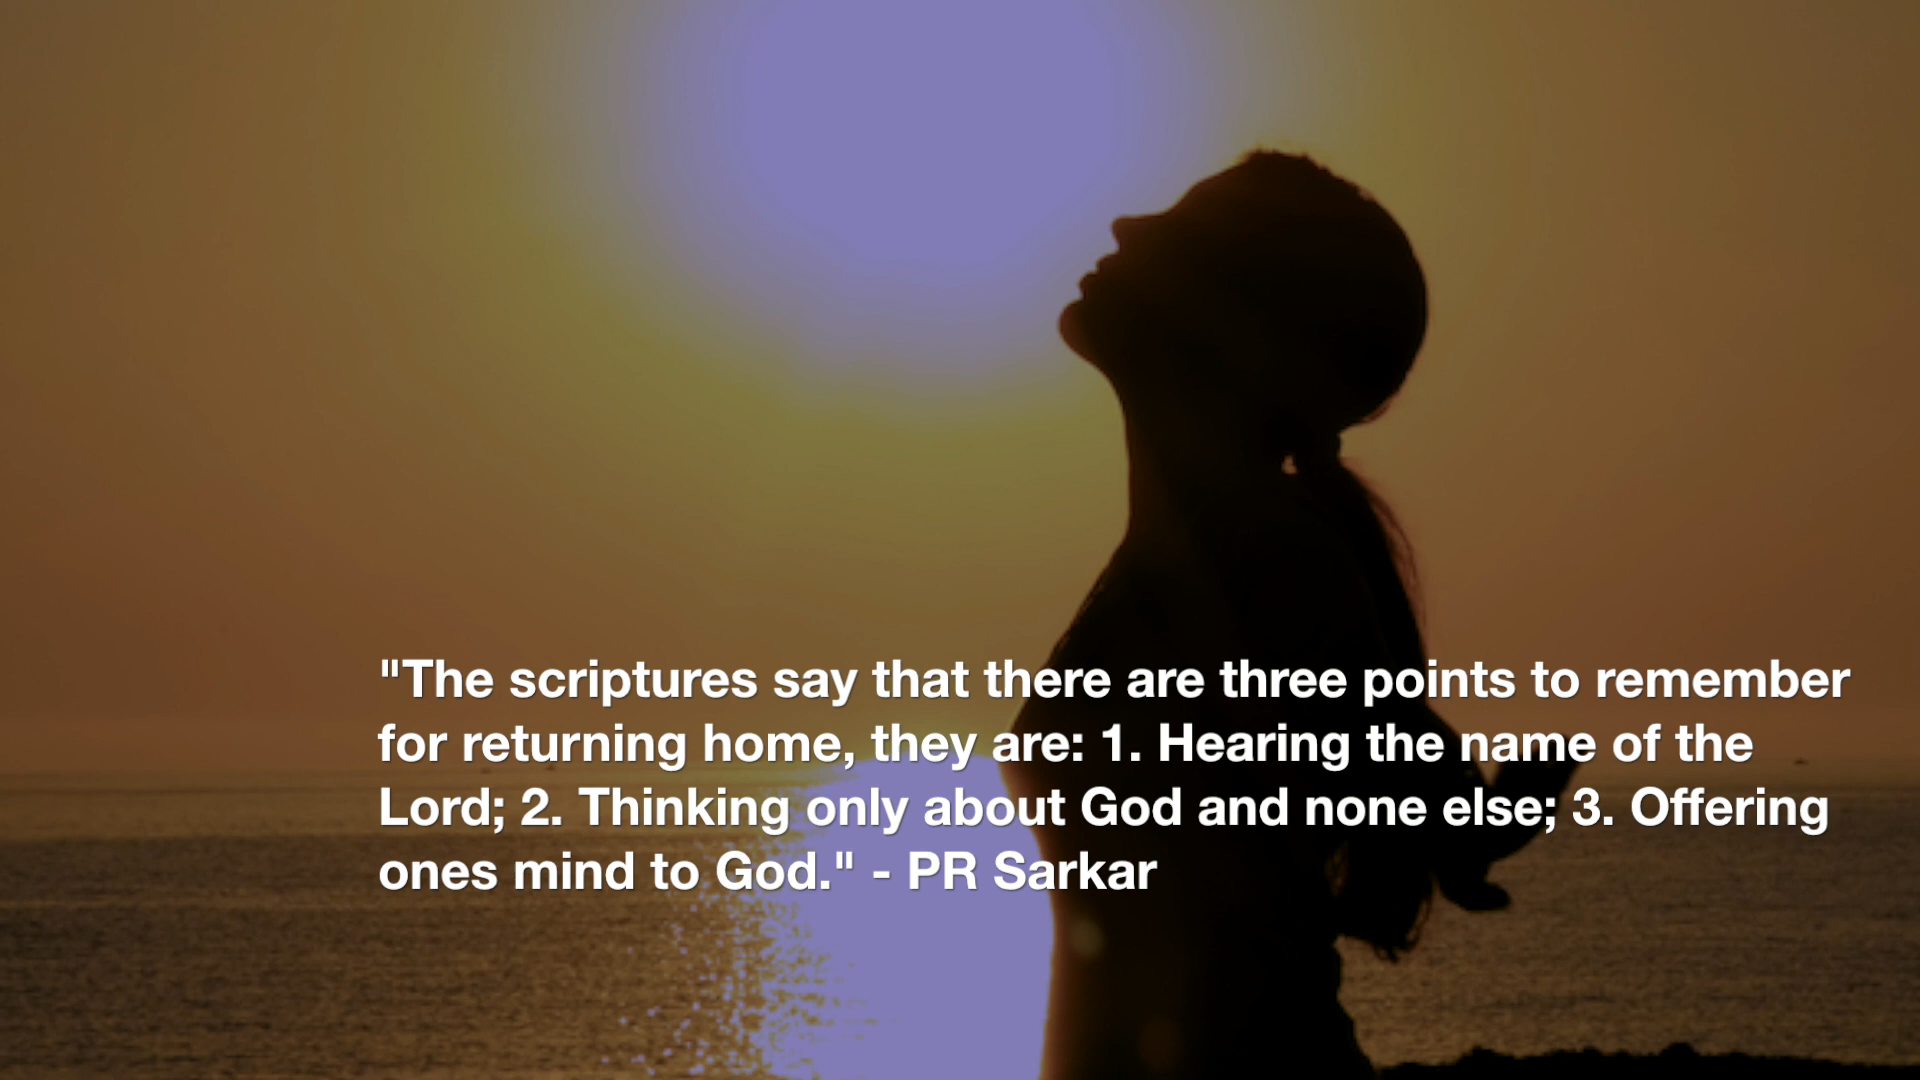 "The scriptures say that there are three points to remember
for returning home, they are: 1. Hearing the name of the
Lord; 2. Thinking only about God and none else; 3. Offering
ones mind to God." - PR Sarkar